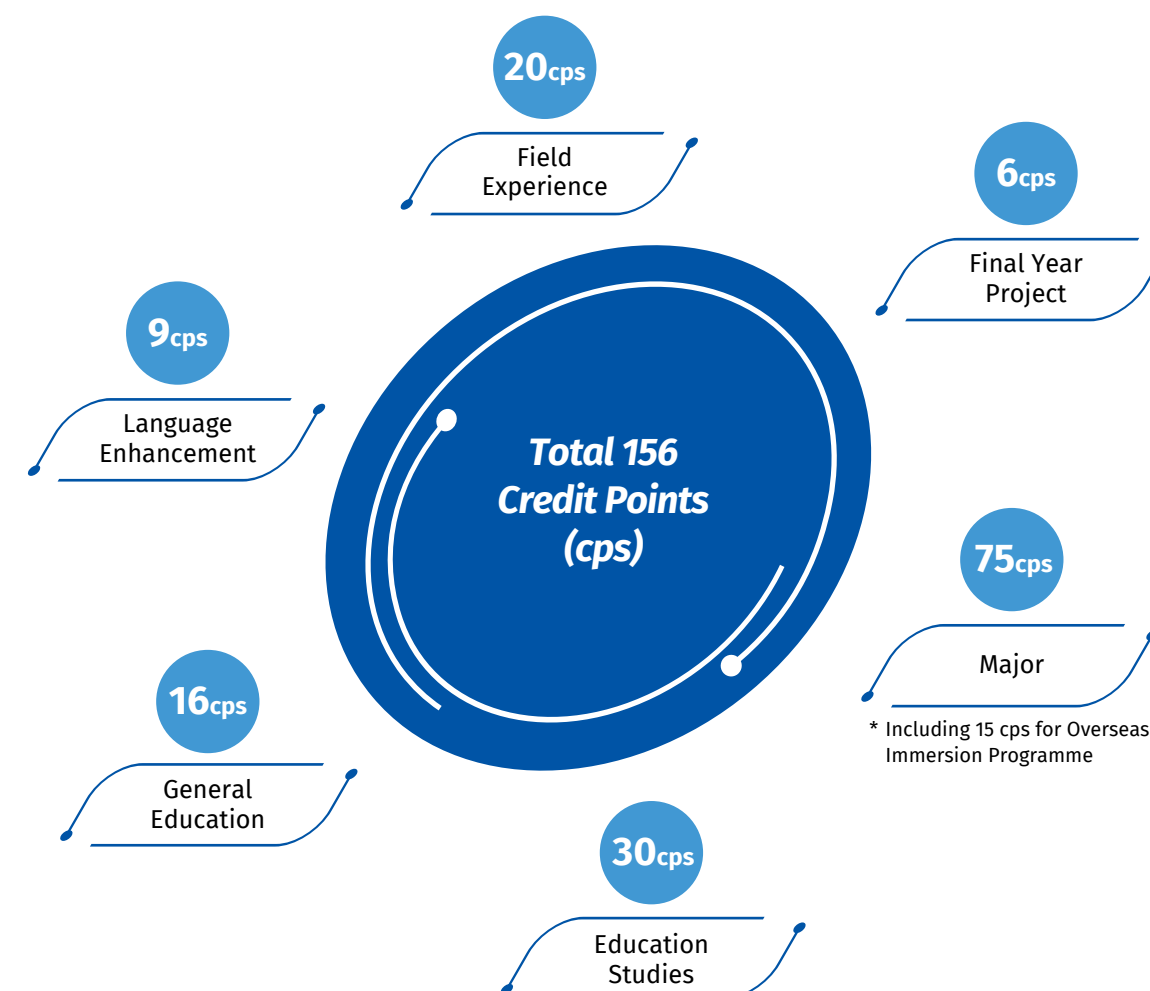 20cps
Field
Experience
6cps
Final Year
Project
9cps
Language
Enhancement
Total 156
Credit Points
(cps)
75cps
Major
* Including 15 cps for Overseas
Immersion Programme
16cps
General
Education
30cps
Education
Studies